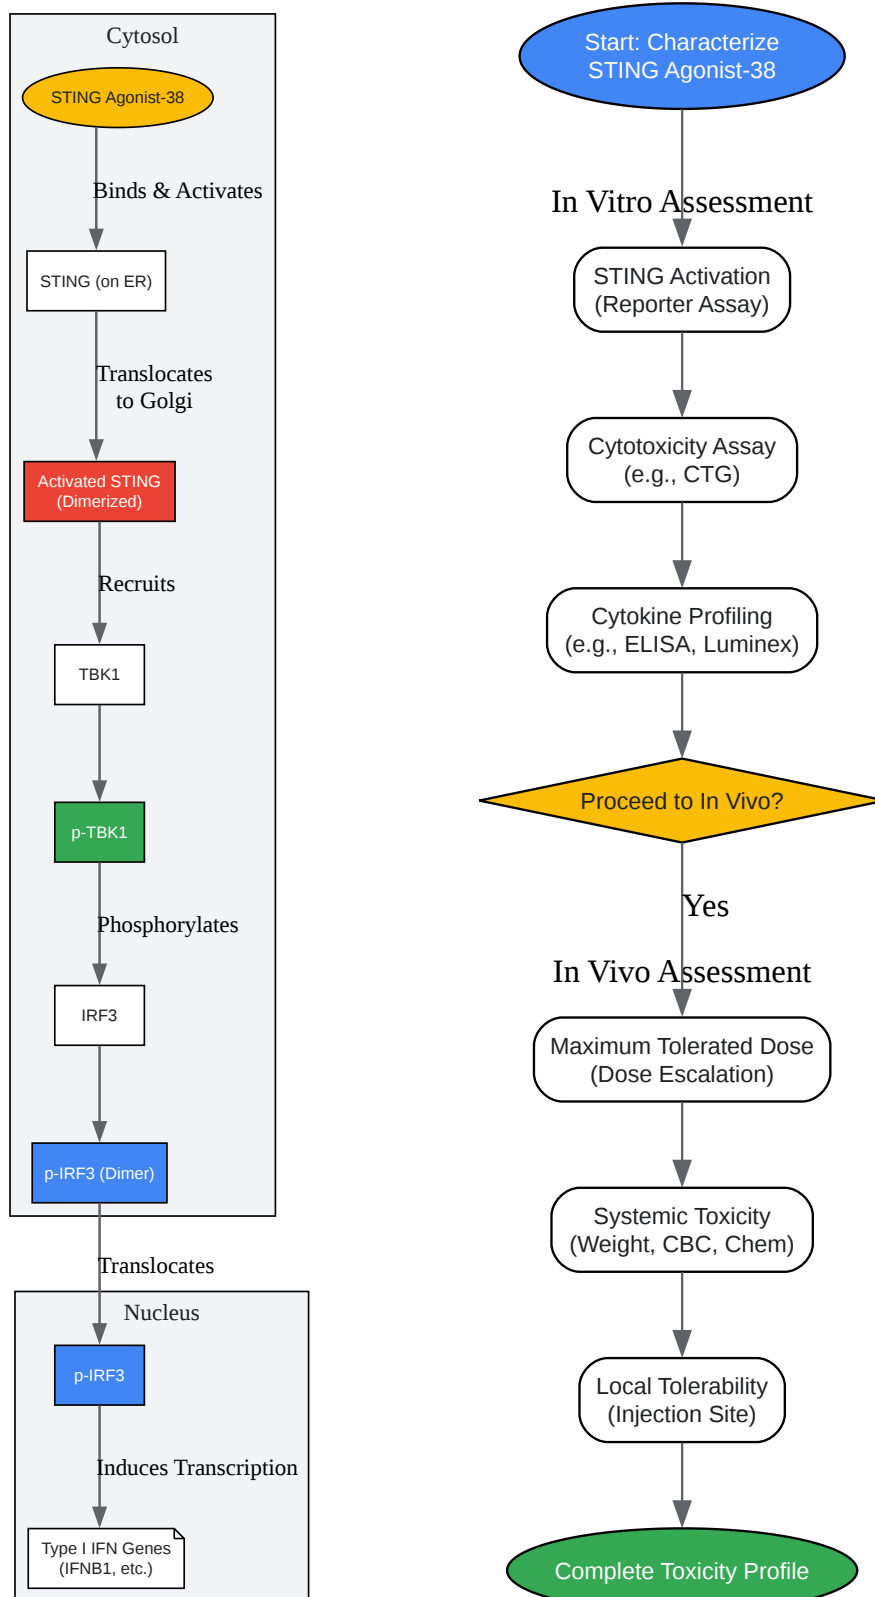 Cytosol
STING Agonist-38
Binds & Activates
STING (on ER)
Translocates
to Golgi
Activated STING
(Dimerized)
Recruits
TBK1
p-TBK1
Phosphorylates
IRF3
p-IRF3 (Dimer)
Translocates
Nucleus
p-IRF3
Induces Transcription
Type I IFN Genes
(IFNB1, etc.)
Start: Characterize
STING Agonist-38
In Vitro Assessment
STING Activation
(Reporter Assay)
Cytotoxicity Assay
(e.g., CTG)
Cytokine Profiling
(e.g., ELISA, Luminex)
Proceed to In Vivo?
Yes
In Vivo Assessment
Maximum Tolerated Dose
(Dose Escalation)
Systemic Toxicity
(Weight, CBC, Chem)
Local Tolerability
(Injection Site)
Complete Toxicity Profile